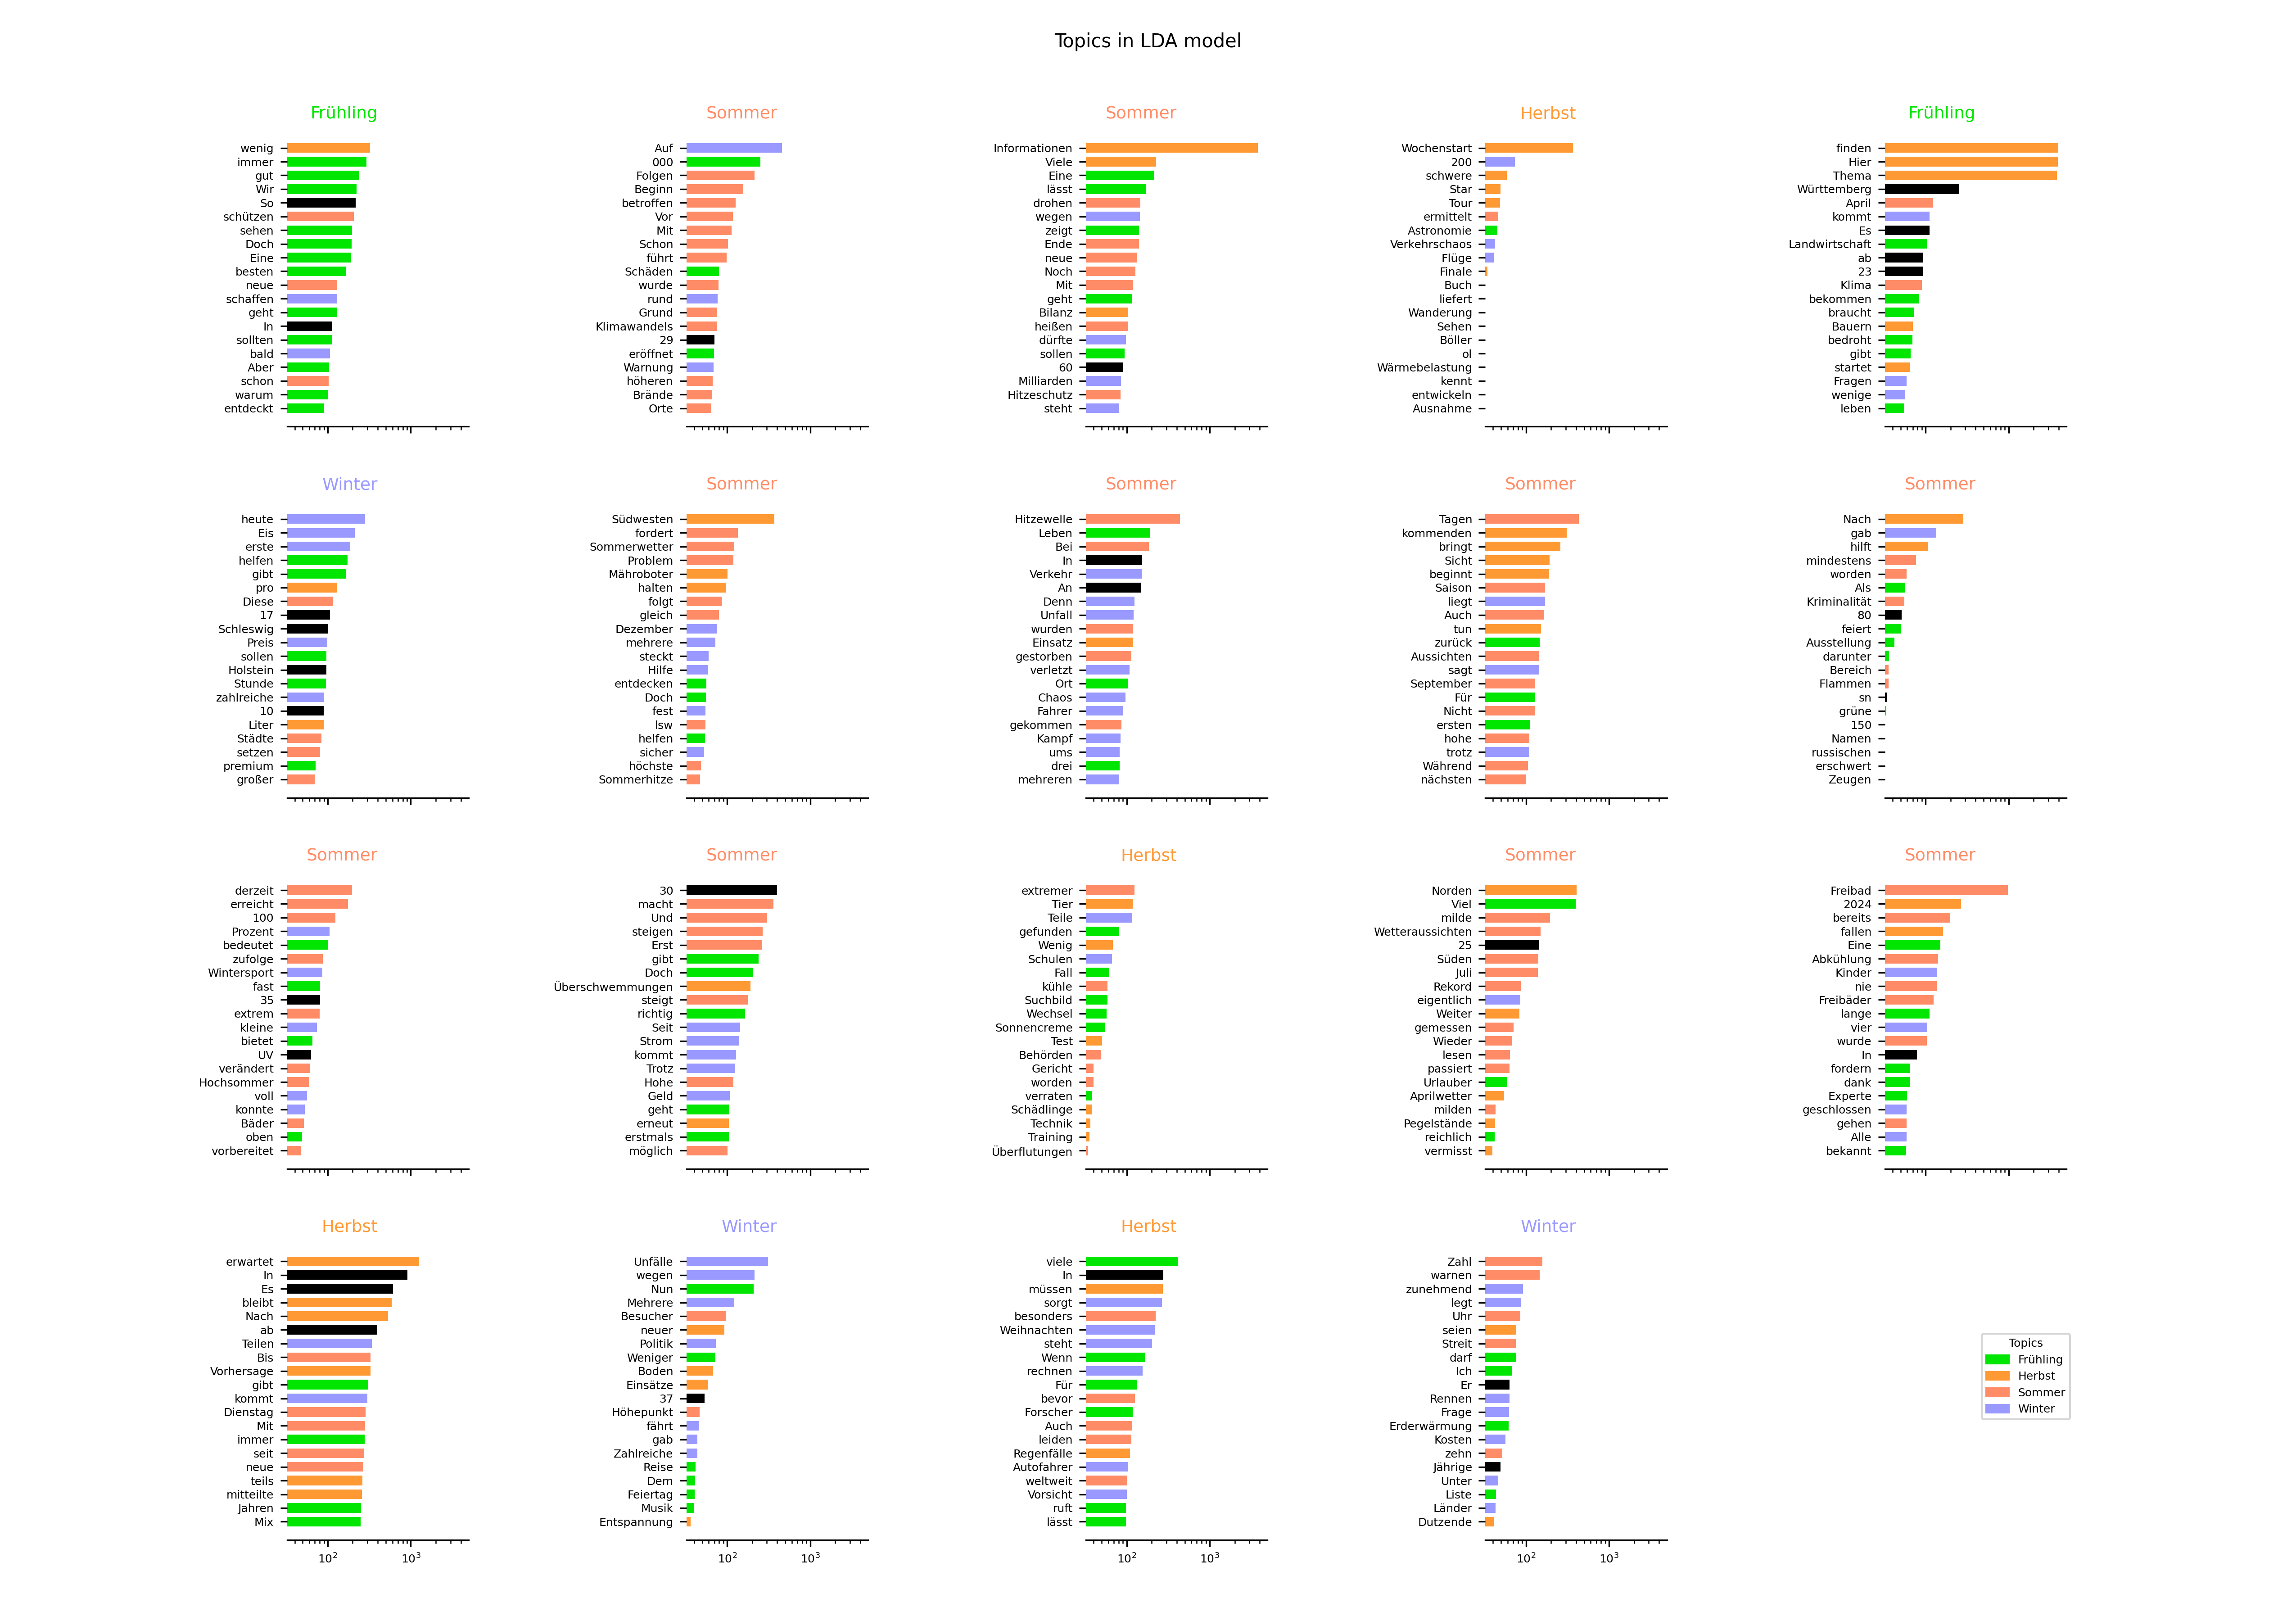 Topics in LDA model
Frühling
wenig
immer
gut
Wir
So
schützen
sehen
Doch
Eine
besten
neue
schaffen
geht
In
sollten
bald
Aber
schon
warum
entdeckt
Sommer
Auf
000
Folgen
Beginn
betroffen
Vor
Mit
Schon
führt
Schäden
wurde
rund
Grund
Klimawandels
29
eröffnet
Warnung
höheren
Brände
Orte
Sommer
Informationen
Viele
Eine
lässt
drohen
wegen
zeigt
Ende
neue
Noch
Mit
geht
Bilanz
heißen
dürfte
sollen
60
Milliarden
Hitzeschutz
steht
Herbst
Wochenstart
200
schwere
Star
Tour
ermittelt
Astronomie
Verkehrschaos
Flüge
Finale
Buch
liefert
Wanderung
Sehen
Böller
ol
Wärmebelastung
kennt
entwickeln
Ausnahme
Frühling
finden
Hier
Thema
Württemberg
April
kommt
Es
Landwirtschaft
ab
23
Klima
bekommen
braucht
Bauern
bedroht
gibt
startet
Fragen
wenige
leben
Winter
heute
Eis
erste
helfen
gibt
pro
Diese
17
Schleswig
Preis
sollen
Holstein
Stunde
zahlreiche
10
Liter
Städte
setzen
premium
großer
Sommer
Südwesten
fordert
Sommerwetter
Problem
Mähroboter
halten
folgt
gleich
Dezember
mehrere
steckt
Hilfe
entdecken
Doch
fest
lsw
helfen
sicher
höchste
Sommerhitze
Sommer
Hitzewelle
Leben
Bei
In
Verkehr
An
Denn
Unfall
wurden
Einsatz
gestorben
verletzt
Ort
Chaos
Fahrer
gekommen
Kampf
ums
drei
mehreren
Sommer
Tagen
kommenden
bringt
Sicht
beginnt
Saison
liegt
Auch
tun
zurück
Aussichten
sagt
September
Für
Nicht
ersten
hohe
trotz
Während
nächsten
Sommer
Nach
gab
hilft
mindestens
worden
Als
Kriminalität
80
feiert
Ausstellung
darunter
Bereich
Flammen
sn
grüne
150
Namen
russischen
erschwert
Zeugen
Sommer
derzeit
erreicht
100
Prozent
bedeutet
zufolge
Wintersport
fast
35
extrem
kleine
bietet
UV
verändert
Hochsommer
voll
konnte
Bäder
oben
vorbereitet
Sommer
30
macht
Und
steigen
Erst
gibt
Doch
Überschwemmungen
steigt
richtig
Seit
Strom
kommt
Trotz
Hohe
Geld
geht
erneut
erstmals
möglich
Herbst
extremer
Tier
Teile
gefunden
Wenig
Schulen
Fall
kühle
Suchbild
Wechsel
Sonnencreme
Test
Behörden
Gericht
worden
verraten
Schädlinge
Technik
Training
Überflutungen
Sommer
Norden
Viel
milde
Wetteraussichten
25
Süden
Juli
Rekord
eigentlich
Weiter
gemessen
Wieder
lesen
passiert
Urlauber
Aprilwetter
milden
Pegelstände
reichlich
vermisst
Sommer
Freibad
2024
bereits
fallen
Eine
Abkühlung
Kinder
nie
Freibäder
lange
vier
wurde
In
fordern
dank
Experte
geschlossen
gehen
Alle
bekannt
Herbst
erwartet
In
Es
bleibt
Nach
ab
Teilen
Bis
Vorhersage
gibt
kommt
Dienstag
Mit
immer
seit
neue
teils
mitteilte
Jahren
Mix
10² 10³
Winter
Unfälle
wegen
Nun
Mehrere
Besucher
neuer
Politik
Weniger
Boden
Einsätze
37
Höhepunkt
fährt
gab
Zahlreiche
Reise
Dem
Feiertag
Musik
Entspannung
10² 10³
Herbst
viele
In
müssen
sorgt
besonders
Weihnachten
steht
Wenn
rechnen
Für
bevor
Forscher
Auch
leiden
Regenfälle
Autofahrer
weltweit
Vorsicht
ruft
lässt
10² 10³
Winter
Zahl
warnen
zunehmend
legt
Uhr
seien
Streit
darf
Ich
Er
Rennen
Frage
Erderwärmung
Kosten
zehn
Jährige
Unter
Liste
Länder
Dutzende
10² 10³
Topics
Frühling
Herbst
Sommer
Winter